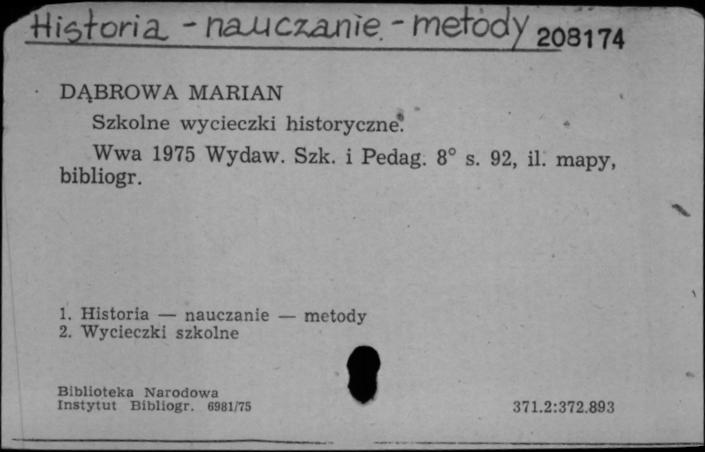 Historia - nauczanie - metody 208174
DĄBROWA MARIAN
Szkolne wycieczki historyczne.
Wwa 1975 Wydaw. Szk. i Pedag. 8° s. 92, il. mapy,
bibliogr.
1. Historia — nauczanie — metody
2. Wycieczki szkolne
Biblioteka Narodowa
Instytut Bibliogr. 6981/75
371.2:372.893